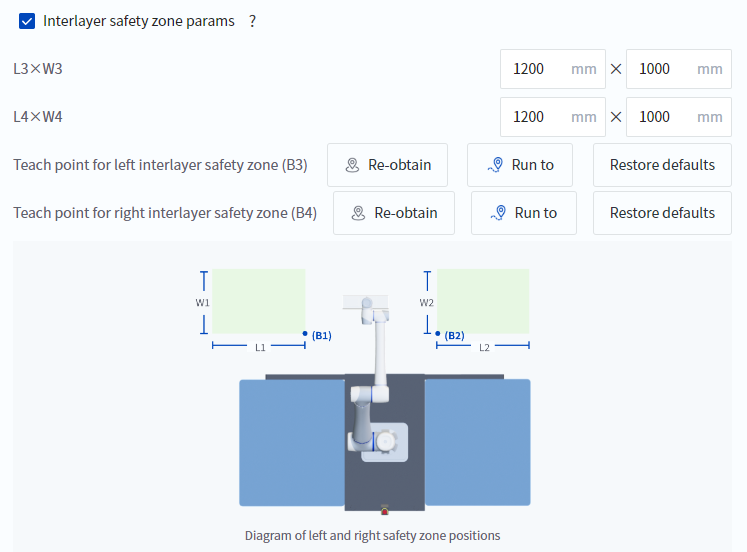 Interlayer safety zone params ?
L3×W3 1200 mm × 1000 mm
L4×W4 1200 mm × 1000 mm
Teach point for left interlayer safety zone (B3) Re-obtain Run to Restore defaults
Teach point for right interlayer safety zone (B4) Re-obtain Run to Restore defaults
W1 W2
(B1) (B2)
L1 L2
Diagram of left and right safety zone positions